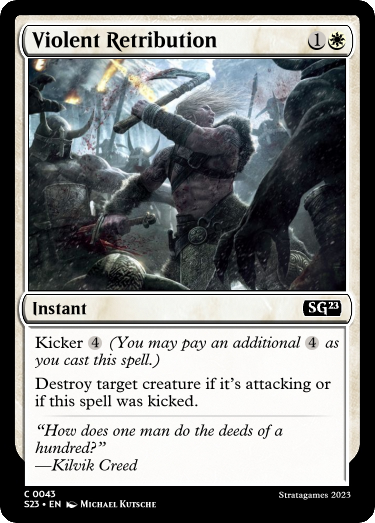 Violent Retribution 1
Instant SG23
Kicker 4 (You may pay an additional 4 as
you cast this spell.)
Destroy target creature if it's attacking or
if this spell was kicked.
“How does one man do the deeds of a
hundred?”
—Kilvik Creed
C 0043 Stratagames 2023
S23 • EN Michael Kutsche